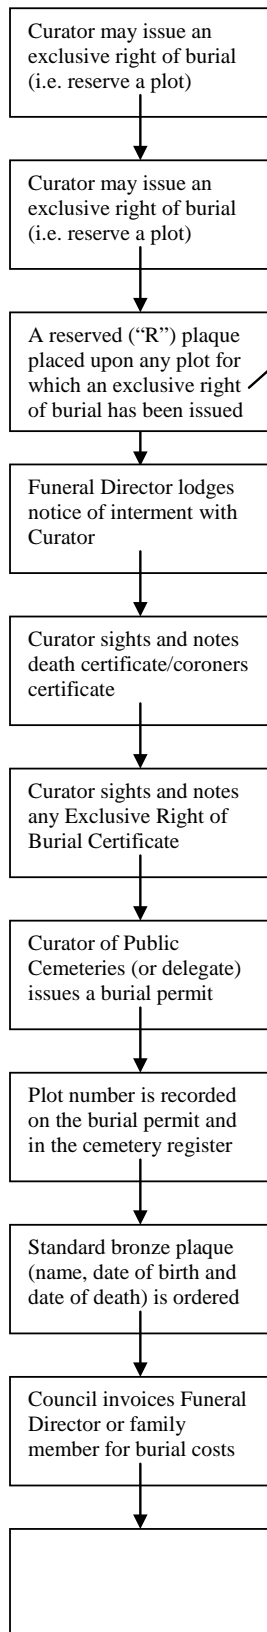 Curator may issue an
exclusive right of burial
(i.e. reserve a plot)
Curator may issue an
exclusive right of burial
(i.e. reserve a plot)
A reserved (“R”) plaque
placed upon any plot for
which an exclusive right
of burial has been issued
Funeral Director lodges
notice of interment with
Curator
Curator sights and notes
death certificate/coroners
certificate
Curator sights and notes
any Exclusive Right of
Burial Certificate
Curator of Public
Cemeteries (or delegate)
issues a burial permit
Plot number is recorded
on the burial permit and
in the cemetery register
Standard bronze plaque
(name, date of birth and
date of death) is ordered
Council invoices Funeral
Director or family
member for burial costs